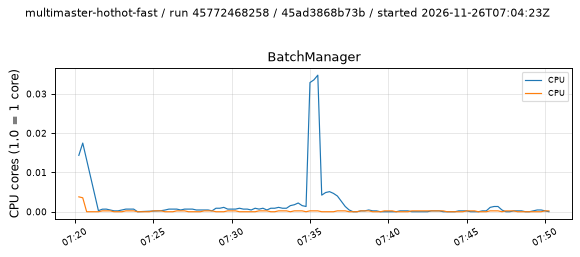 multimaster-hothot-fast / run 45772468258 / 45ad3868b73b / started 2026-11-26T07:04:23Z
BatchManager
CPU cores (1.0 = 1 core)
0.03
0.02
0.01
0.00
CPU
CPU
07:20
07:25
07:30
07:35
07:40
07:45
07:50